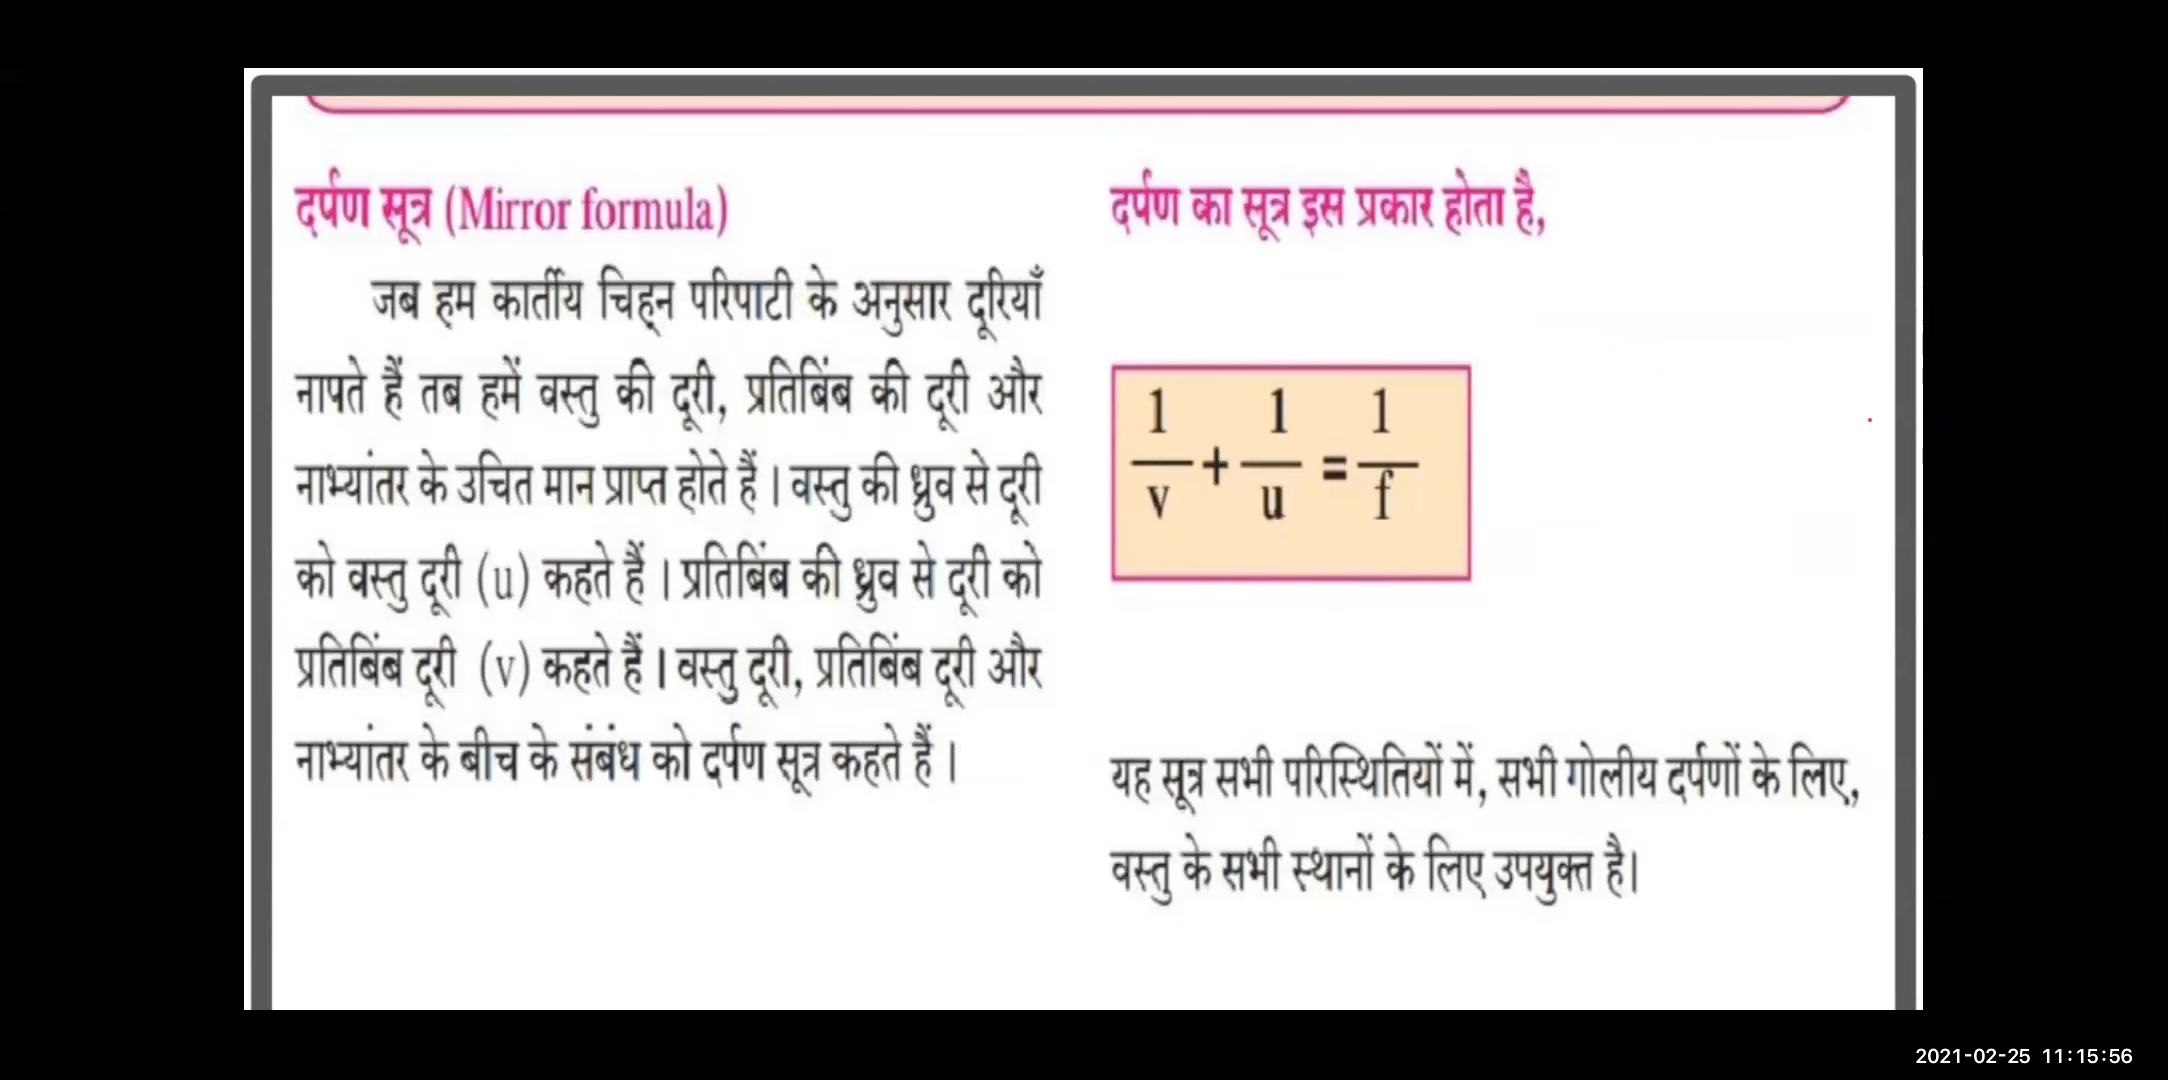 दर्पण सूत्र (Mirror formula)
जब हम कार्तीय चिह्न परिपाटी के अनुसार दूरियाँ
नापते हैं तब हमें वस्तु की दूरी, प्रतिबिंब की दूरी और
नाभ्यांतर के उचित मान प्राप्त होते हैं । वस्तु की ध्रुव से दूरी
को वस्तु दूरी (u) कहते हैं । प्रतिबिंब की ध्रुव से दूरी को
प्रतिबिंब दूरी (v) कहते हैं । वस्तु दूरी, प्रतिबिंब दूरी और
नाभ्यांतर के बीच के संबंध को दर्पण सूत्र कहते हैं ।
दर्पण का सूत्र इस प्रकार होता है,
1/v + 1/u = 1/f
यह सूत्र सभी परिस्थितियों में, सभी गोलीय दर्पणों के लिए,
वस्तु के सभी स्थानों के लिए उपयुक्त है।
2021-02-25 11:15:56